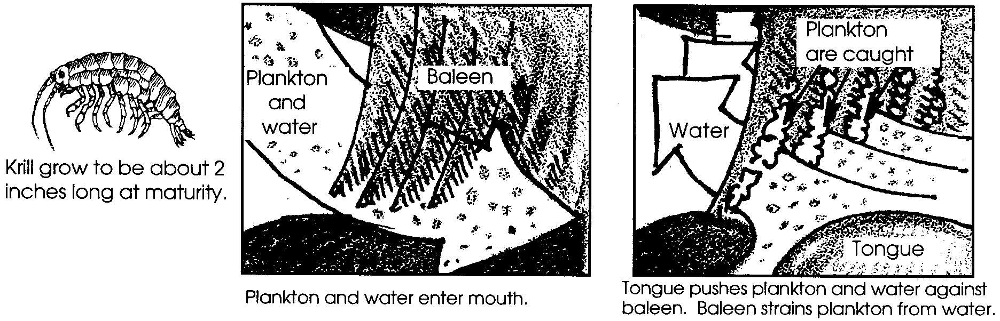 Krill grow to be about 2
inches long at maturity.
Plankton
and
water
Baleen
Plankton and water enter mouth.
Plankton
are caught
Water
Tongue
Tongue pushes plankton and water against
baleen. Baleen strains plankton from water.